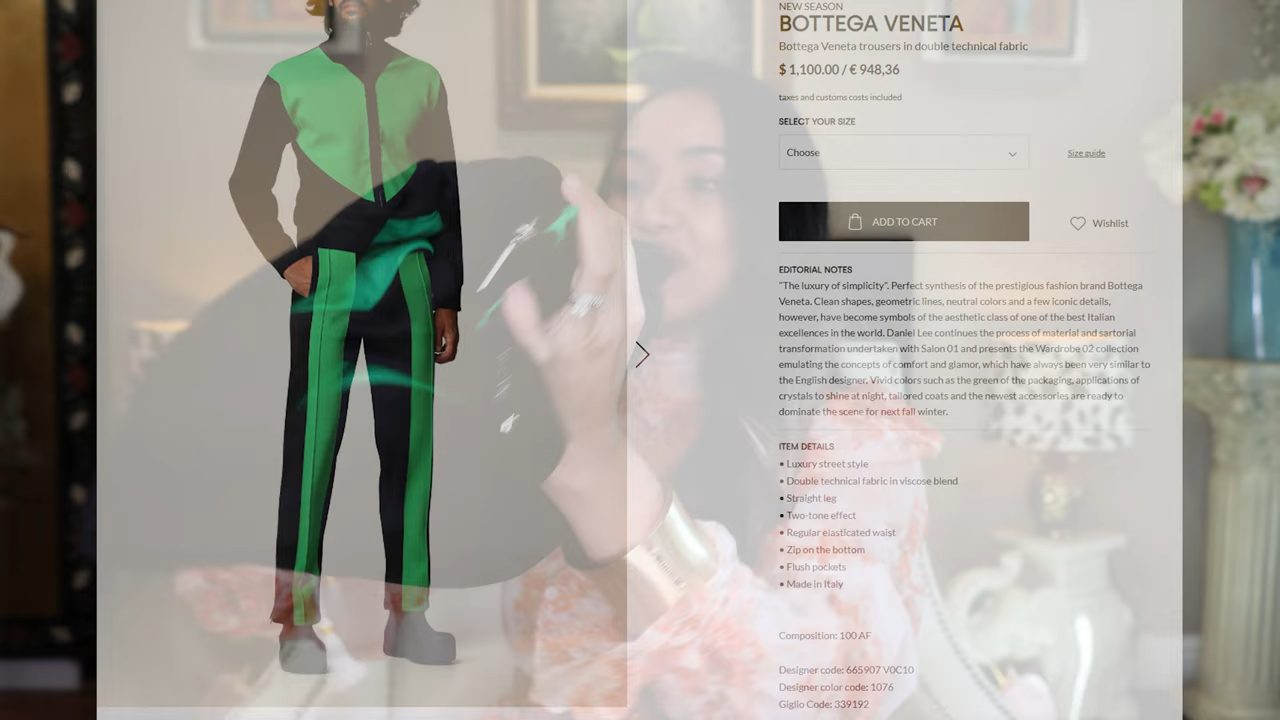 NEW SEASON
BOTTEGA VENETA
Bottega Veneta trousers in double technical fabric
$ 1,100.00 / € 948,36
taxes and customs costs included
SELECT YOUR SIZE
Choose
Size guide
ADD TO CART
Wishlist
EDITORIAL NOTES
"The luxury of simplicity". Perfect synthesis of the prestigious fashion brand Bottega
Veneta. Clean shapes, geometric lines, neutral colors and a few iconic details,
however, have become symbols of the aesthetic class of one of the best Italian
excellences in the world. Daniel Lee continues the process of material and sartorial
transformation undertaken with Salon 01 and presents the Wardrobe 02 collection
emulating the concepts of comfort and glamor, which have always been very similar to
the English designer. Vivid colors such as the green of the packaging, applications of
crystals to shine at night, tailored coats and the newest accessories are ready to
dominate the scene for next fall winter.
ITEM DETAILS
• Luxury street style
• Double technical fabric in viscose blend
• Straight leg
• Two-tone effect
• Regular elasticated waist
• Zip on the bottom
• Flush pockets
• Made in Italy
Composition: 100 AF
Designer code: 665907 V0C10
Designer color code: 1076
Giglio Code: 339192